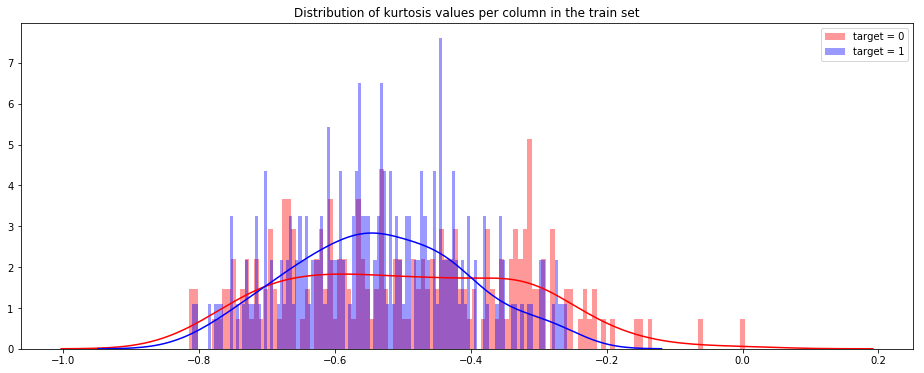 Distribution of kurtosis values per column in the train set
target = 0
target = 1
7
6
5
4
3
2
1
0
−1.0 −0.8 −0.6 −0.4 −0.2 0.0 0.2